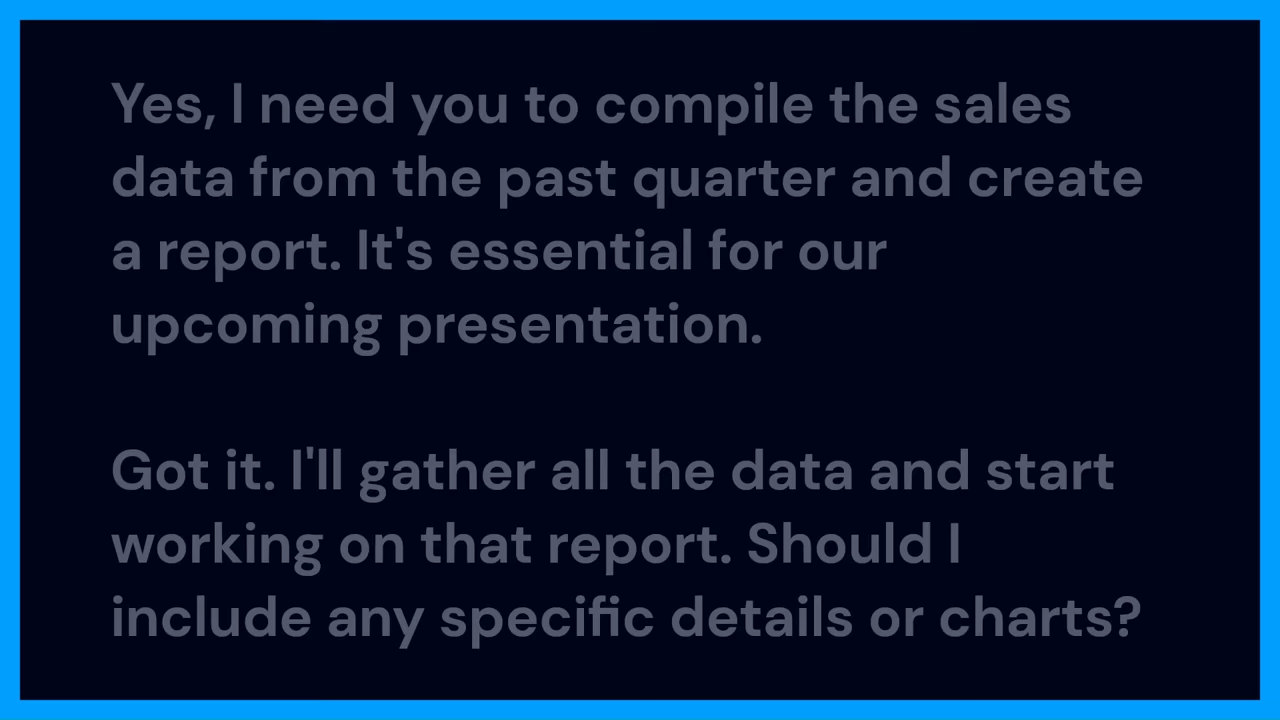 Yes, I need you to compile the sales
data from the past quarter and create
a report. It's essential for our
upcoming presentation.
Got it. I'll gather all the data and start
working on that report. Should I
include any specific details or charts?